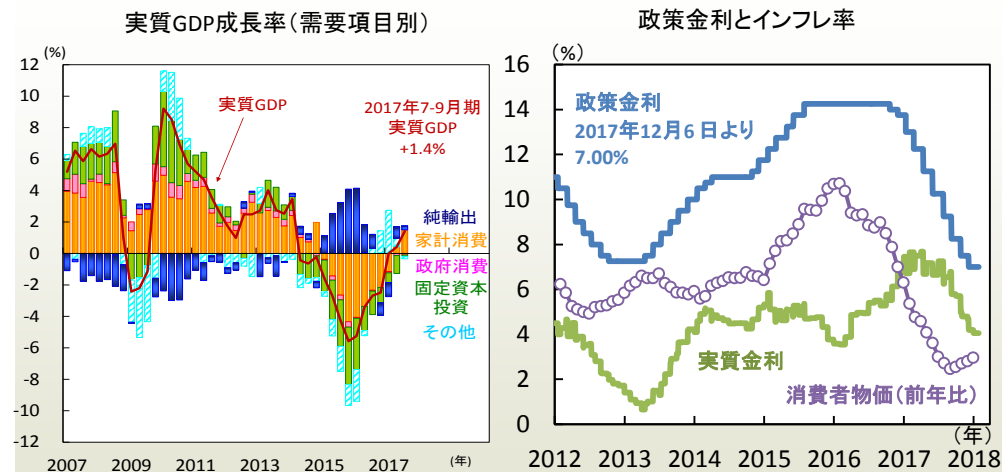 実質GDP成長率(需要項目別)
(%)
12
10
8
6
4
2
0
-2
-4
-6
-8
-10
-12
2007
2009
2011
2013
2015
2017
(年)
実質GDP
2017年7-9月期
実質GDP
+1.4%
純輸出
家計消費
政府消費
固定資本
投資
その他
政策金利とインフレ率
(%)
16
14
12
10
8
6
4
2
0
政策金利
2017年12月6日より
7.00%
実質金利
消費者物価(前年比)
(年)
2012
2013
2014
2015
2016
2017
2018